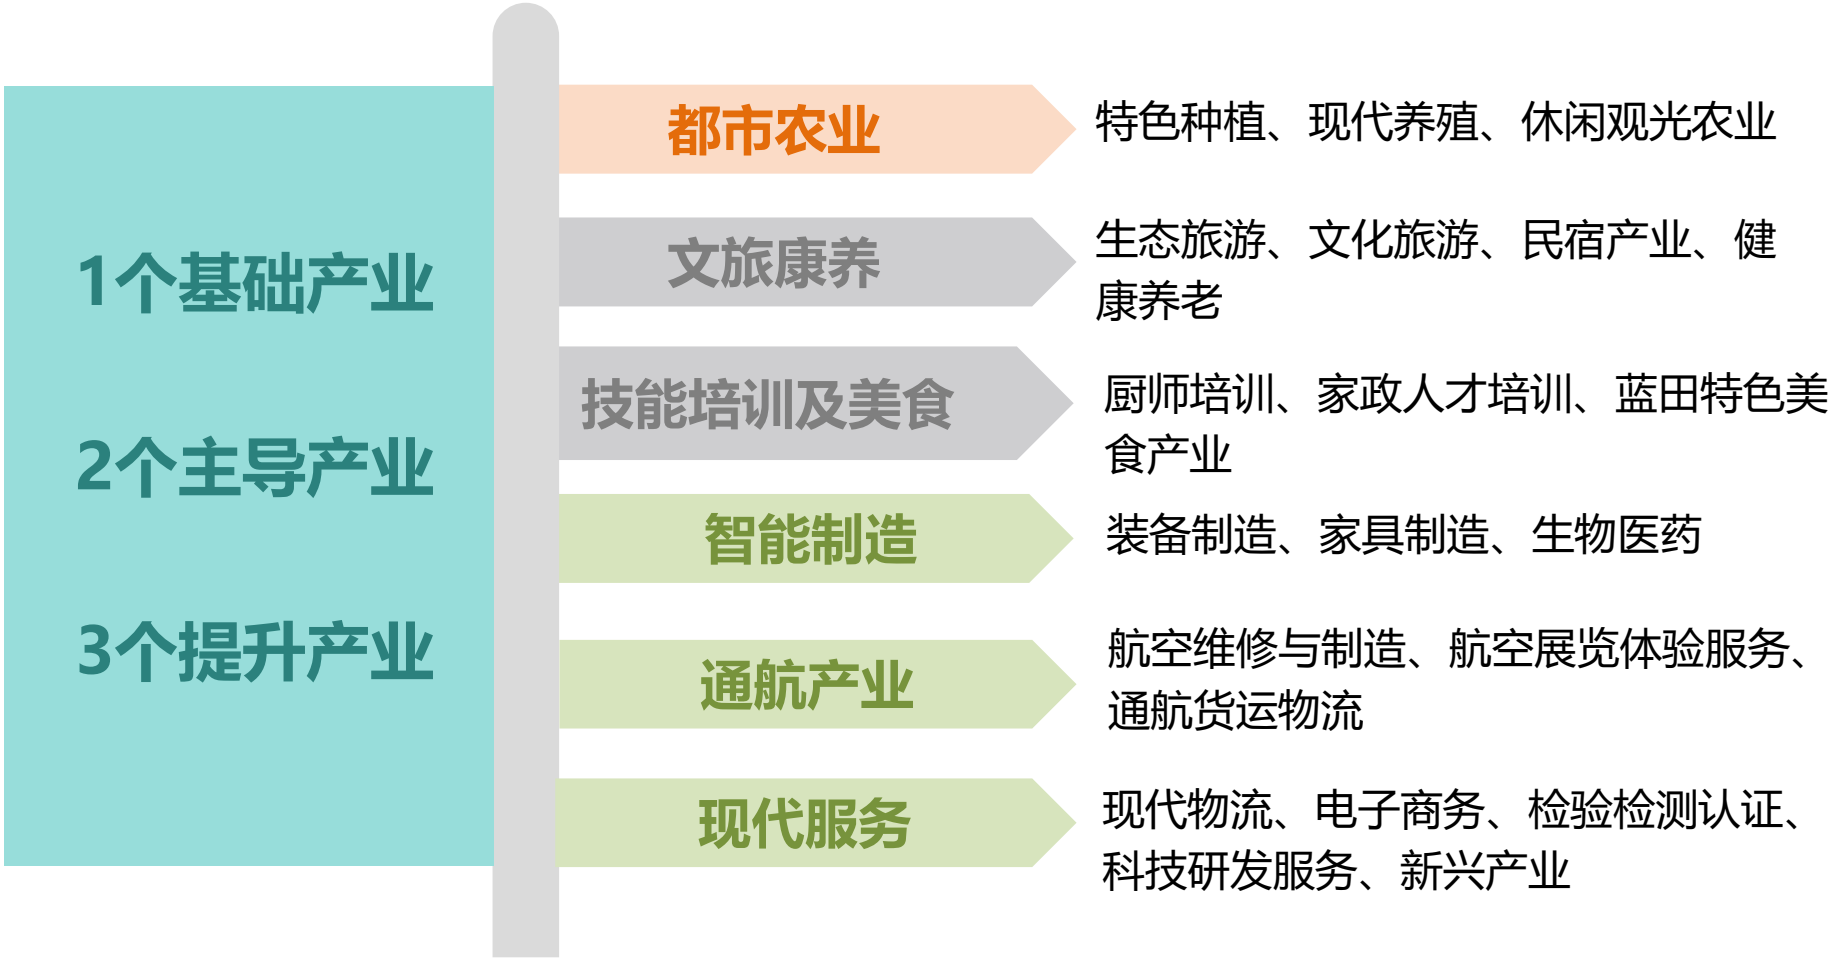 1个基础产业
2个主导产业
3个提升产业
都市农业
特色种植、现代养殖、休闲观光农业
文旅康养
生态旅游、文化旅游、民宿产业、健
康养老
技能培训及美食
厨师培训、家政人才培训、蓝田特色美
食产业
智能制造
装备制造、家具制造、生物医药
通航产业
航空维修与制造、航空展览体验服务、
通航货运物流
现代服务
现代物流、电子商务、检验检测认证、
科技研发服务、新兴产业